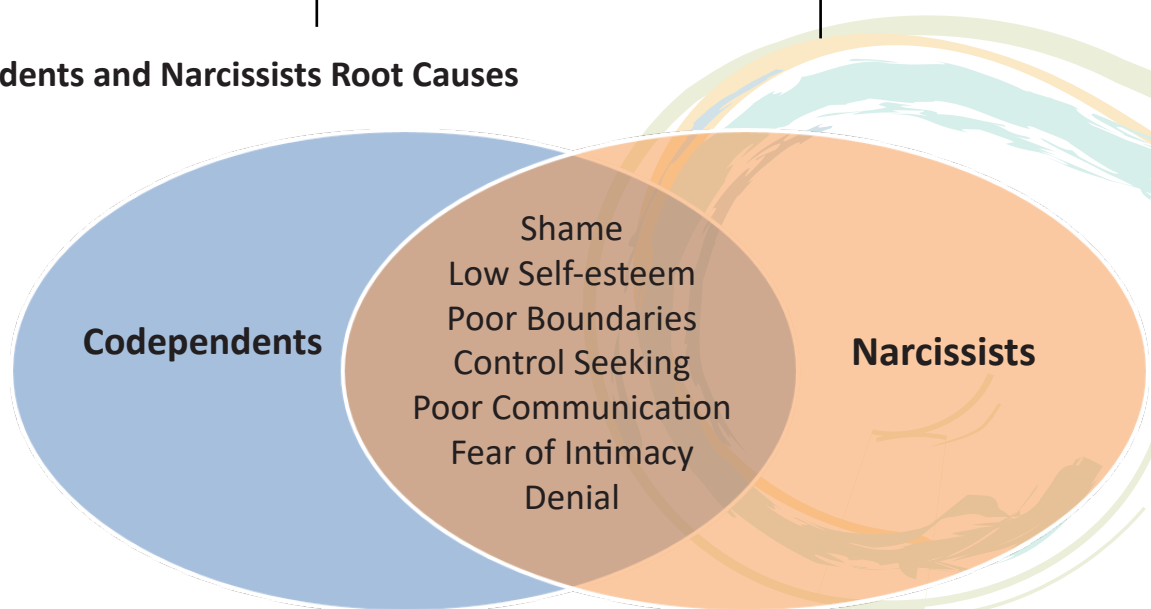 dents and Narcissists Root Causes
Shame
Low Self-esteem
Poor Boundaries
Codependents
Control Seeking
Narcissists
Poor Communication
Fear of Intimacy
Denial